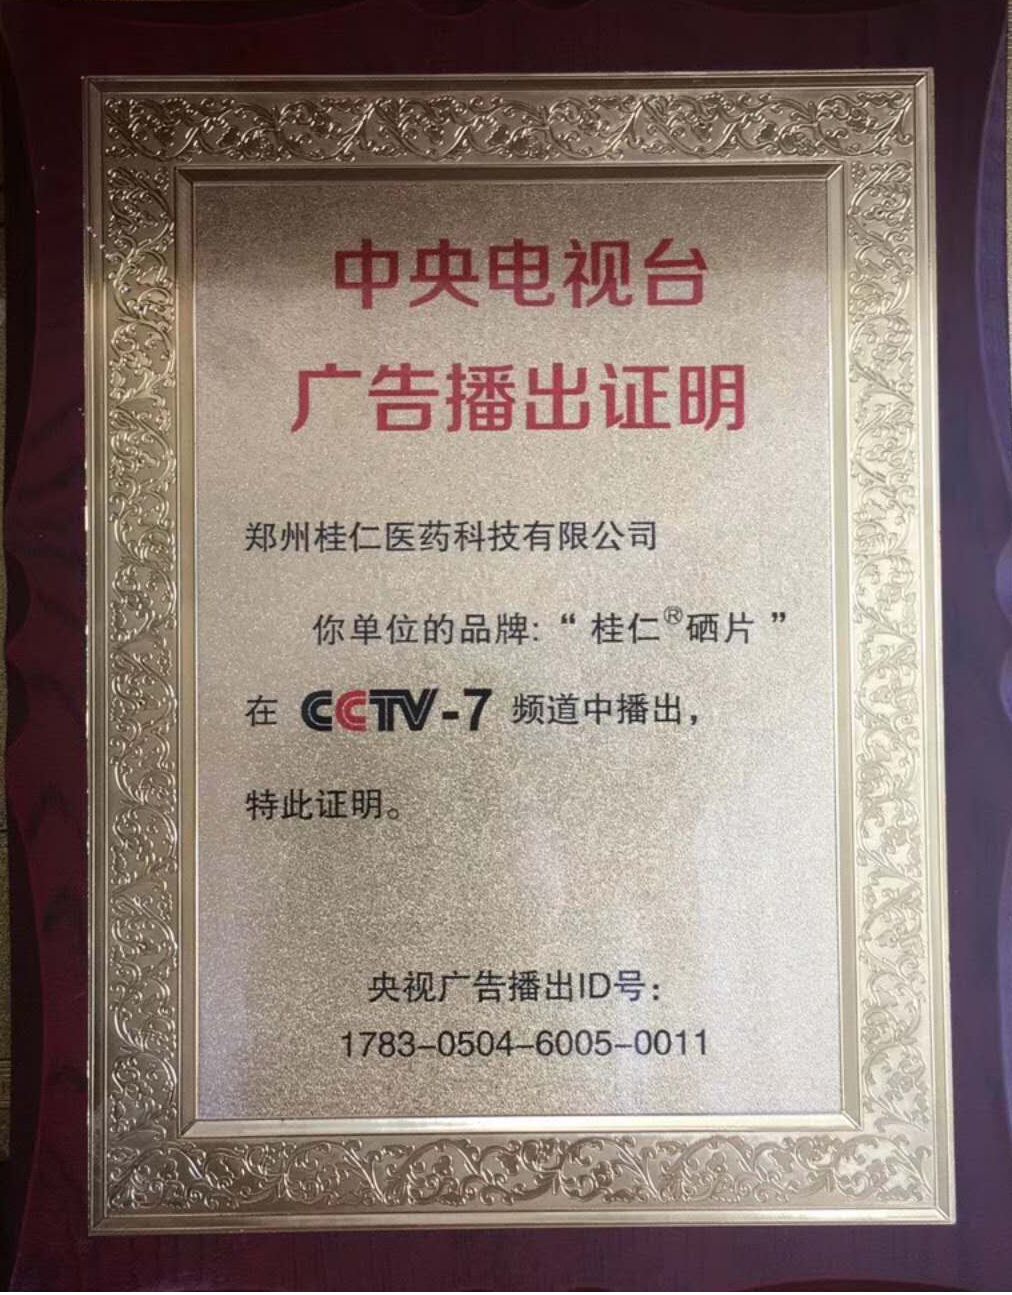 中央电视台
广告播出证明
郑州桂仁医药科技有限公司
你单位的品牌:“桂仁®硒片”
在 CCTV-7 频道中播出，
特此证明。
央视广告播出ID号：
1783-0504-6005-0011